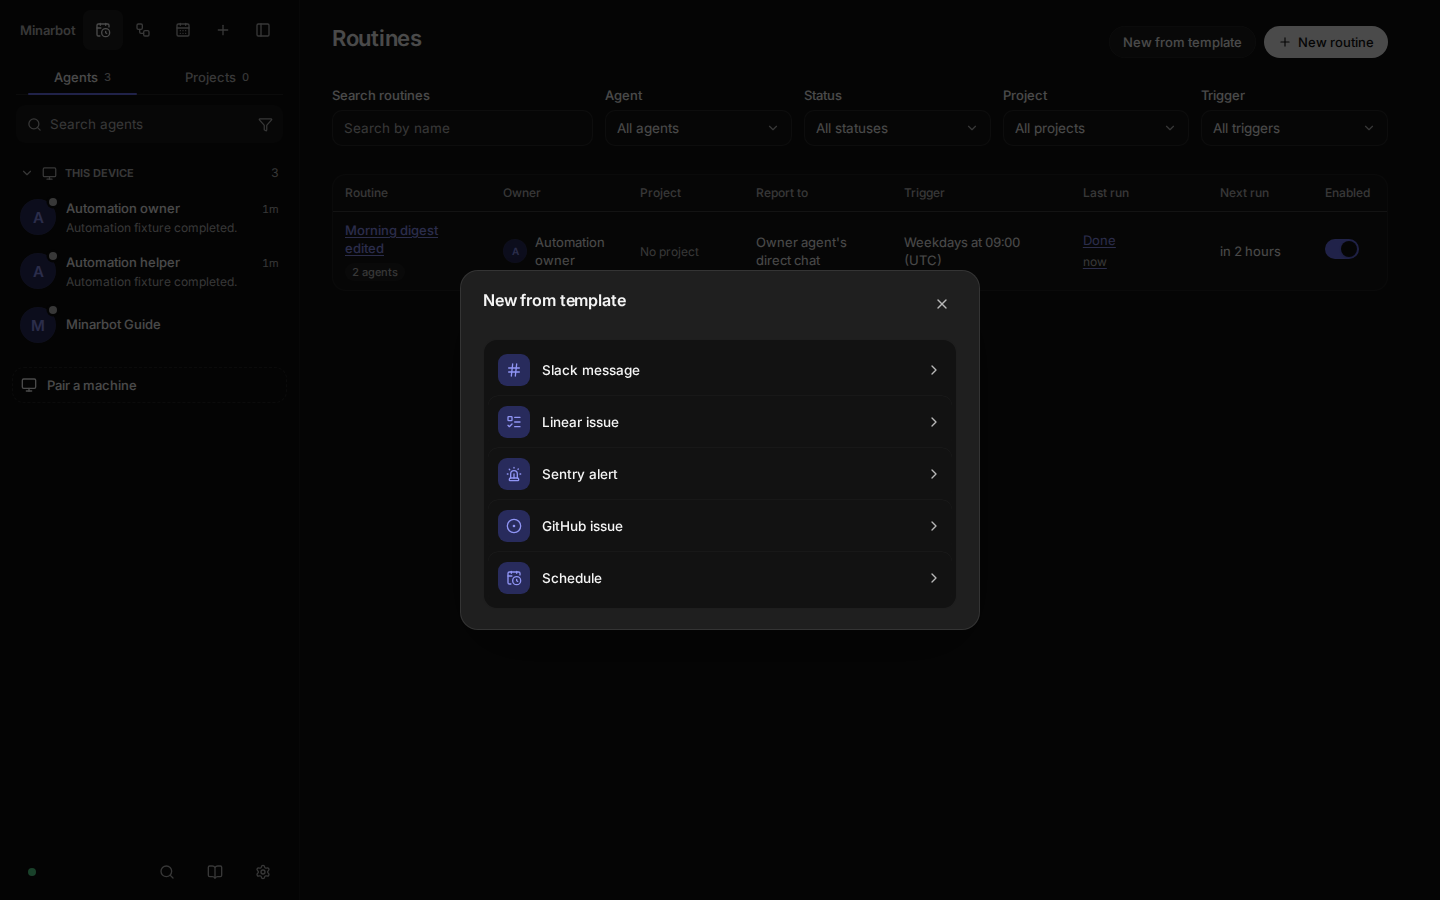 Minarbot
Agents 3
Projects 0
Search agents
THIS DEVICE 3
A
Automation owner 1m
Automation fixture completed.
A
Automation helper 1m
Automation fixture completed.
M
Minarbot Guide
Pair a machine
Routines
New from template
New routine
Search routines
Agent
Status
Project
Trigger
Search by name
All agents
All statuses
All projects
All triggers
Routine
Owner
Project
Report to
Trigger
Last run
Next run
Enabled
Morning digest
edited
2 agents
A
Automation
owner
No project
Owner agent's
direct chat
Weekdays at 09:00
(UTC)
Done
now
in 2 hours
New from template
Slack message
Linear issue
Sentry alert
GitHub issue
Schedule